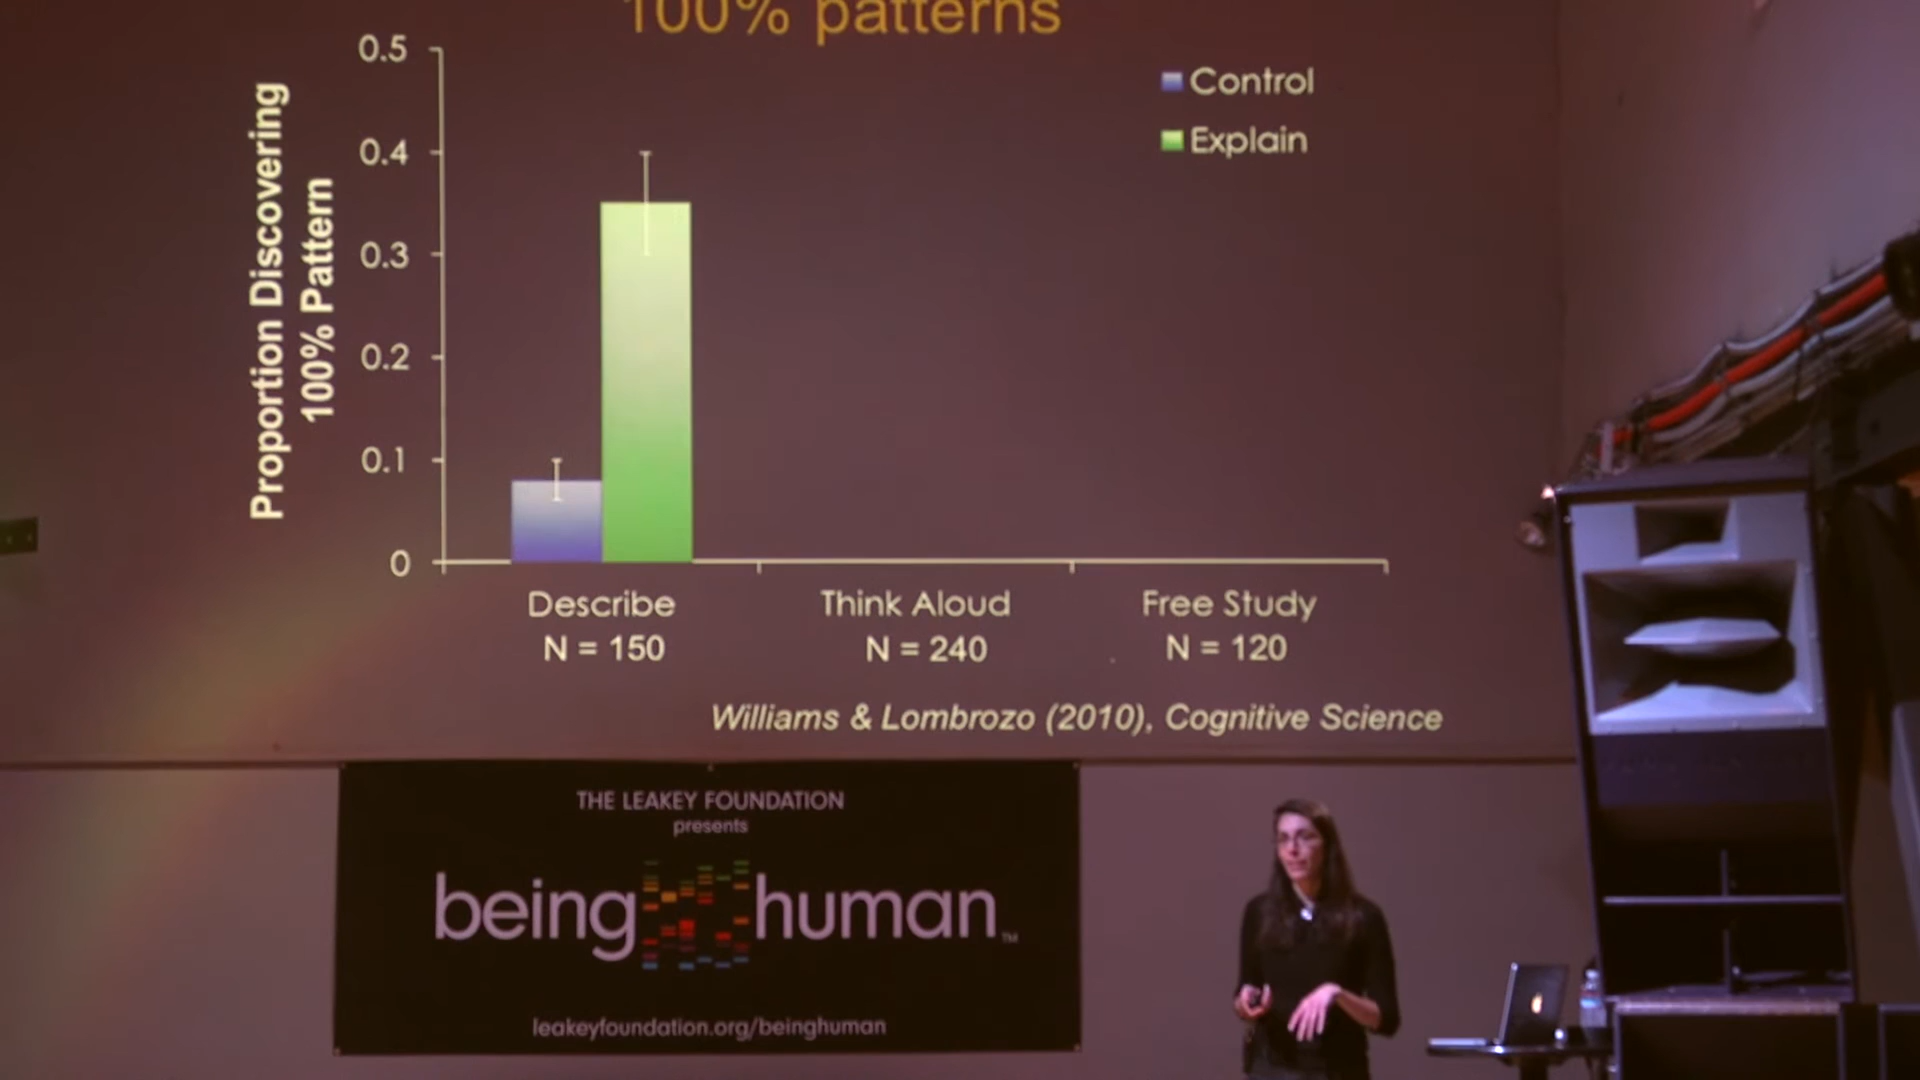 100% patterns
0.5
0.4
0.3
0.2
0.1
0
Proportion Discovering
100% Pattern
Control
Explain
Describe
N = 150
Think Aloud
N = 240
Free Study
N = 120
Williams & Lombrozo (2010), Cognitive Science
THE LEAKEY FOUNDATION
presents
being human TM
leakeyfoundation.org/beinghuman